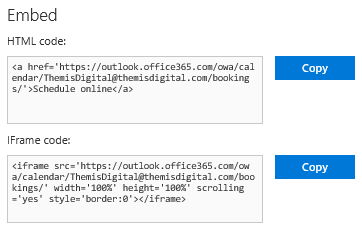 Embed
HTML code:
<a href='https://outlook.office365.com/owa/cal
endar/ThemisDigital@themisdigital.com/booking
s/'>Schedule online</a>
Copy
IFrame code:
<iframe src='https://outlook.office365.com/ow
a/calendar/ThemisDigital@themisdigital.com/boo
kings/' width='100%' height='100%' scrolling
='yes' style='border:0'></iframe>
Copy